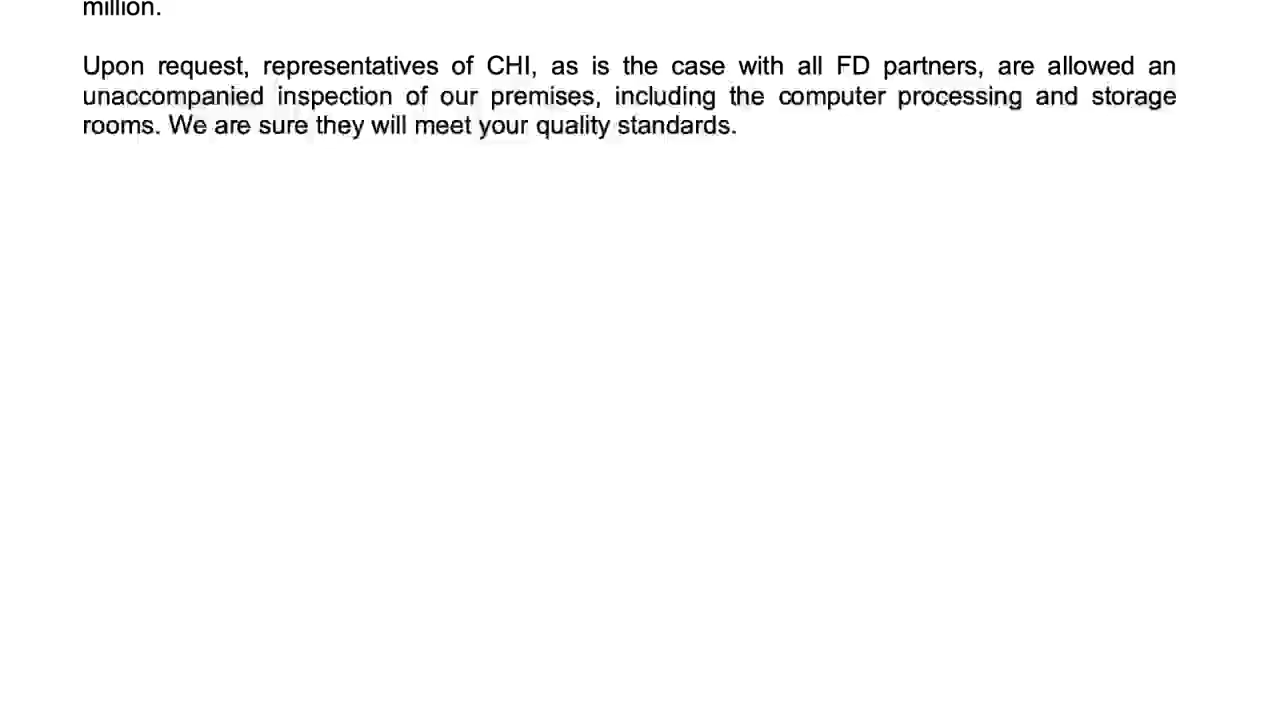 million.
Upon request, representatives of CHI, as is the case with all FD partners, are allowed an
unaccompanied inspection of our premises, including the computer processing and storage
rooms. We are sure they will meet your quality standards.